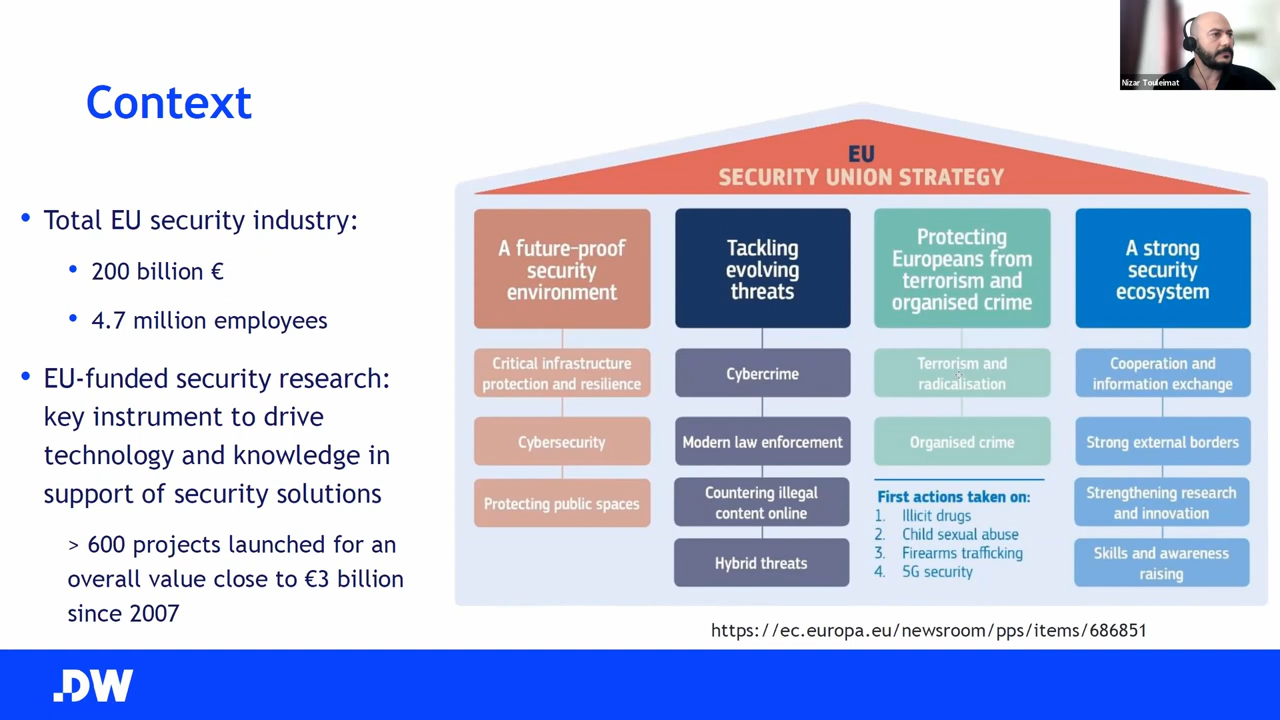 Nizar Touleimat
Context
• Total EU security industry:
• 200 billion €
• 4.7 million employees
• EU-funded security research:
key instrument to drive
technology and knowledge in
support of security solutions
> 600 projects launched for an
overall value close to €3 billion
since 2007
EU
SECURITY UNION STRATEGY
A future-proof
security
environment
Critical infrastructure
protection and resilience
Cybersecurity
Protecting public spaces
Tackling
evolving
threats
Cybercrime
Modern law enforcement
Countering illegal
content online
Hybrid threats
Protecting
Europeans from
terrorism and
organised crime
Terrorism and
radicalisation
Organised crime
First actions taken on:
1. Illicit drugs
2. Child sexual abuse
3. Firearms trafficking
4. 5G security
A strong
security
ecosystem
Cooperation and
information exchange
Strong external borders
Strengthening research
and innovation
Skills and awareness
raising
https://ec.europa.eu/newsroom/pps/items/686851
.DW